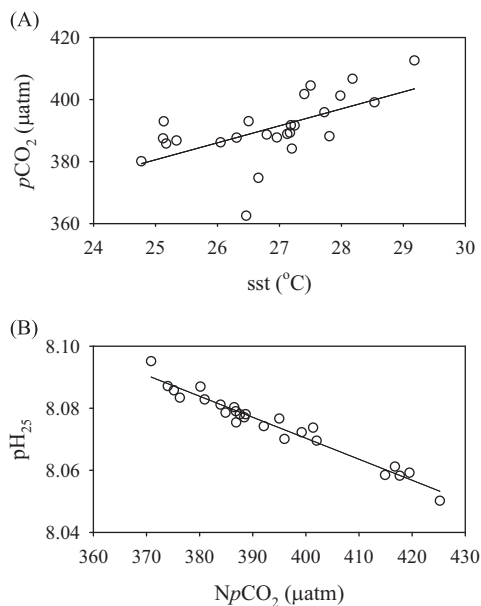 (A)
420
400
380
360
pCO₂ (μatm)
24 25 26 27 28 29 30
sst (°C)
(B)
8.10
8.08
8.06
8.04
pH₂₅
360 370 380 390 400 410 420 430
NpCO₂ (μatm)